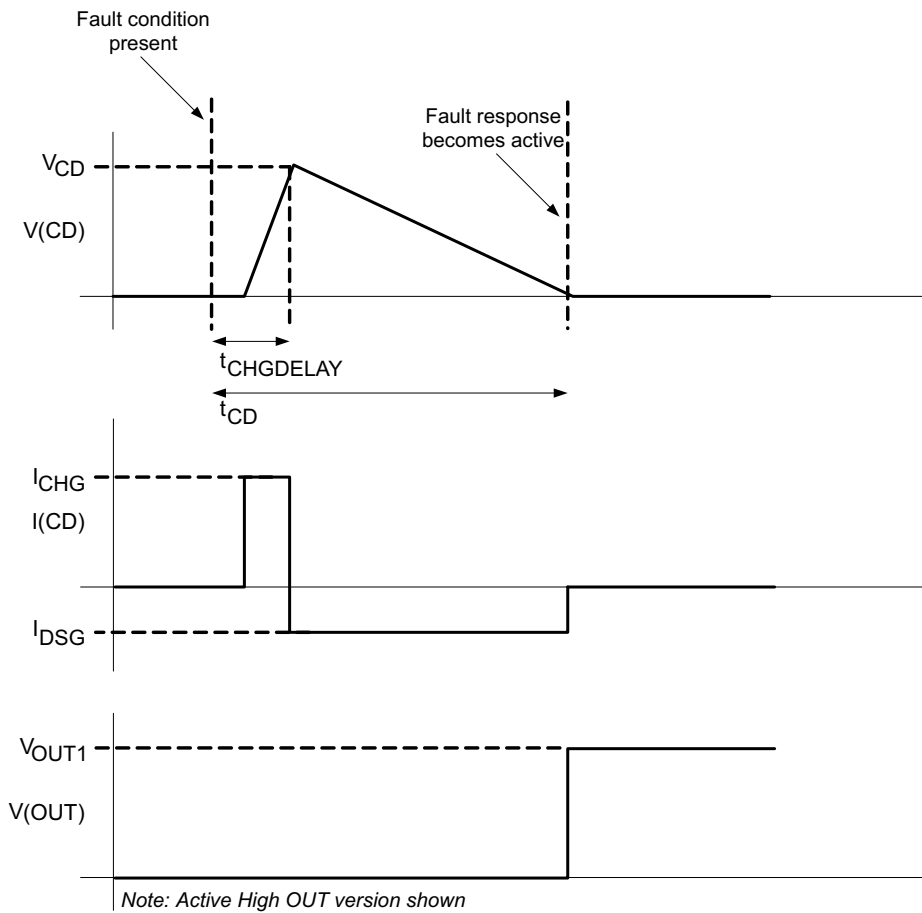 Fault condition
present
Fault response
becomes active
VCD
V(CD)
tCHGDELAY
tCD
ICHG
I(CD)
IDSG
VOUT1
V(OUT)
Note: Active High OUT version shown